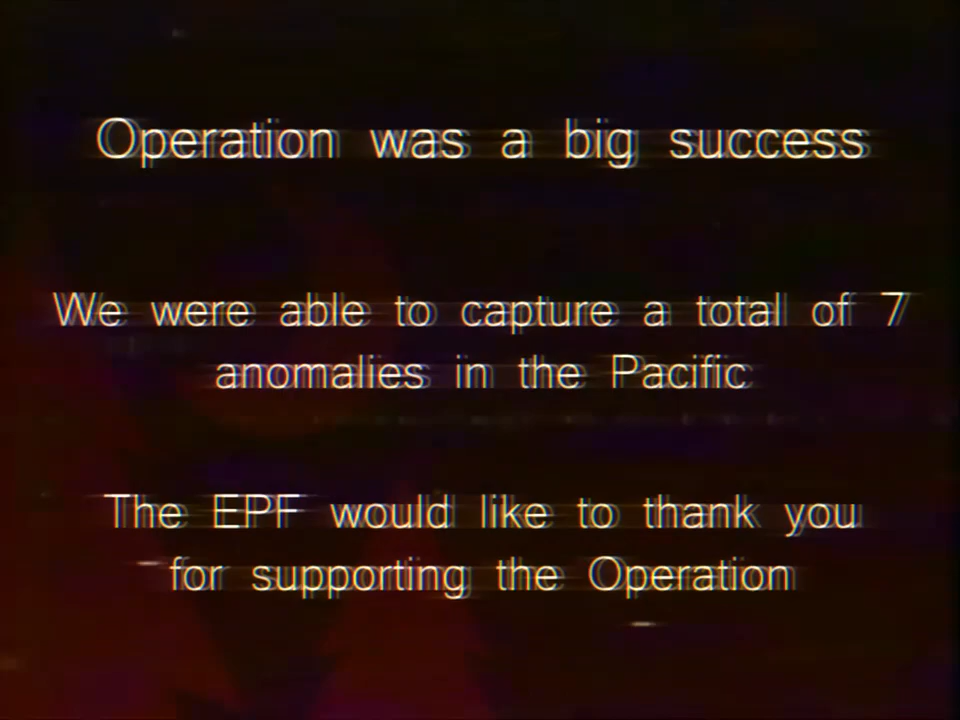 Operation was a big success
We were able to capture a total of 7
anomalies in the Pacific
The EPF would like to thank you
for supporting the Operation